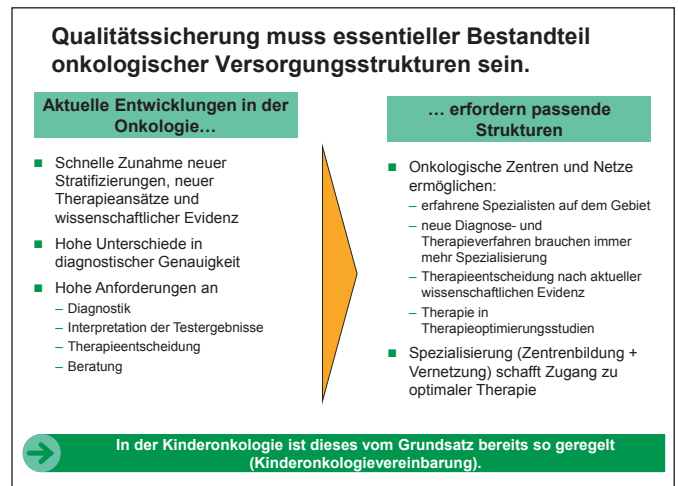 Qualitätssicherung muss essentieller Bestandteil
onkologischer Versorgungsstrukturen sein.
Aktuelle Entwicklungen in der
Onkologie…
■ Schnelle Zunahme neuer
Stratifizierungen, neuer
Therapieansätze und
wissenschaftlicher Evidenz
■ Hohe Unterschiede in
diagnostischer Genauigkeit
■ Hohe Anforderungen an
– Diagnostik
– Interpretation der Testergebnisse
– Therapieentscheidung
– Beratung
… erfordern passende
Strukturen
■ Onkologische Zentren und Netze
ermöglichen:
– erfahrene Spezialisten auf dem Gebiet
– neue Diagnose- und
Therapieverfahren brauchen immer
mehr Spezialisierung
– Therapieentscheidung nach aktueller
wissenschaftlichen Evidenz
– Therapie in
Therapieoptimierungsstudien
■ Spezialisierung (Zentrenbildung +
Vernetzung) schafft Zugang zu
optimaler Therapie
In der Kinderonkologie ist dieses vom Grundsatz bereits so geregelt
(Kinderonkologievereinbarung).